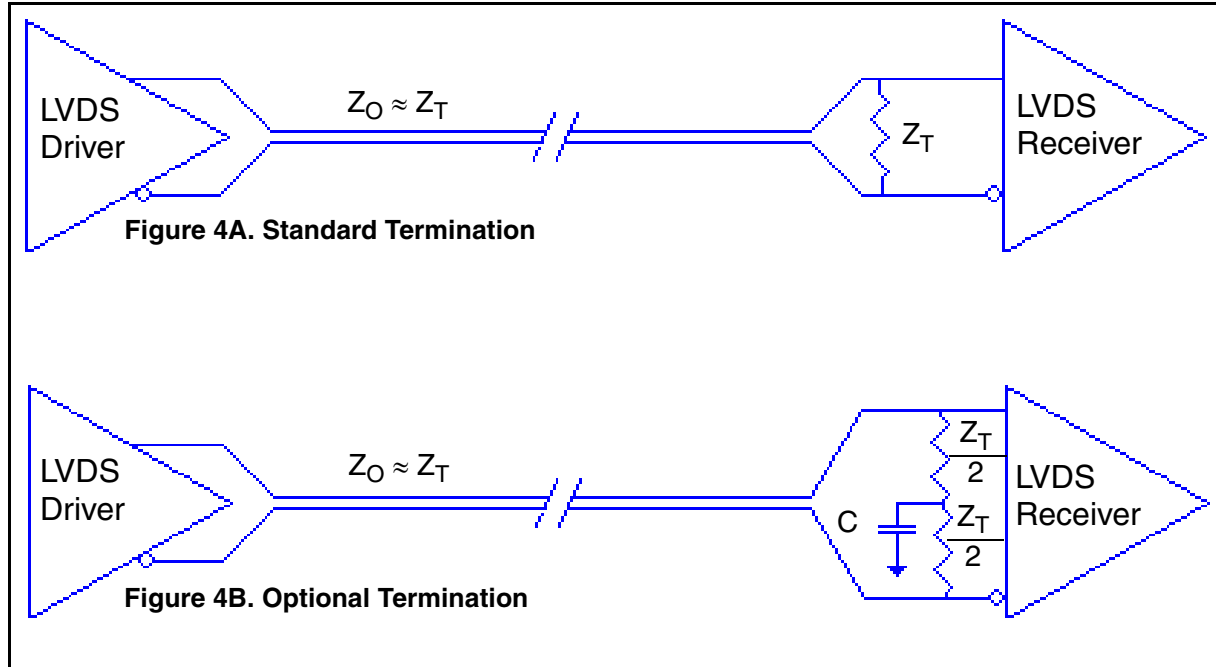 LVDS
Driver
Z_O ≈ Z_T
Z_T
LVDS
Receiver
Figure 4A. Standard Termination
LVDS
Driver
Z_O ≈ Z_T
C
Z_T
2
Z_T
2
LVDS
Receiver
Figure 4B. Optional Termination